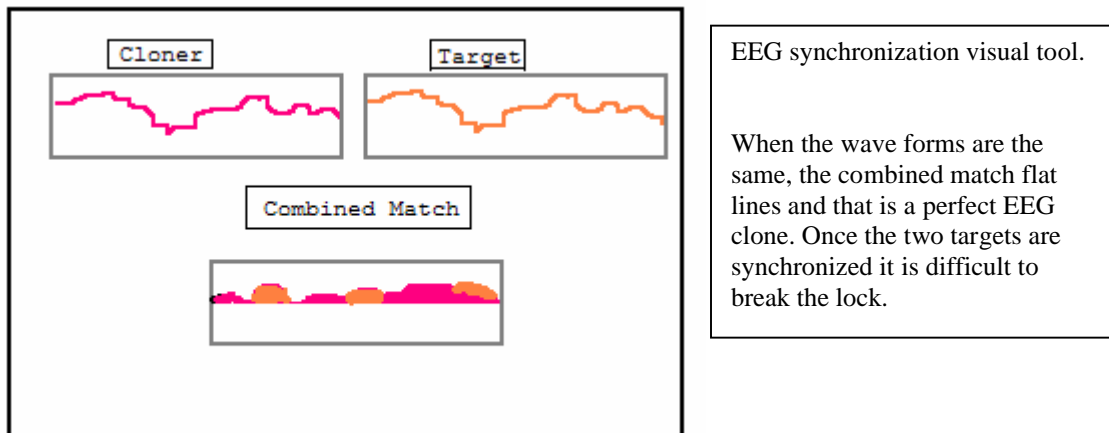 Cloner
Target
Combined Match
EEG synchronization visual tool.
When the wave forms are the
same, the combined match flat
lines and that is a perfect EEG
clone. Once the two targets are
synchronized it is difficult to
break the lock.